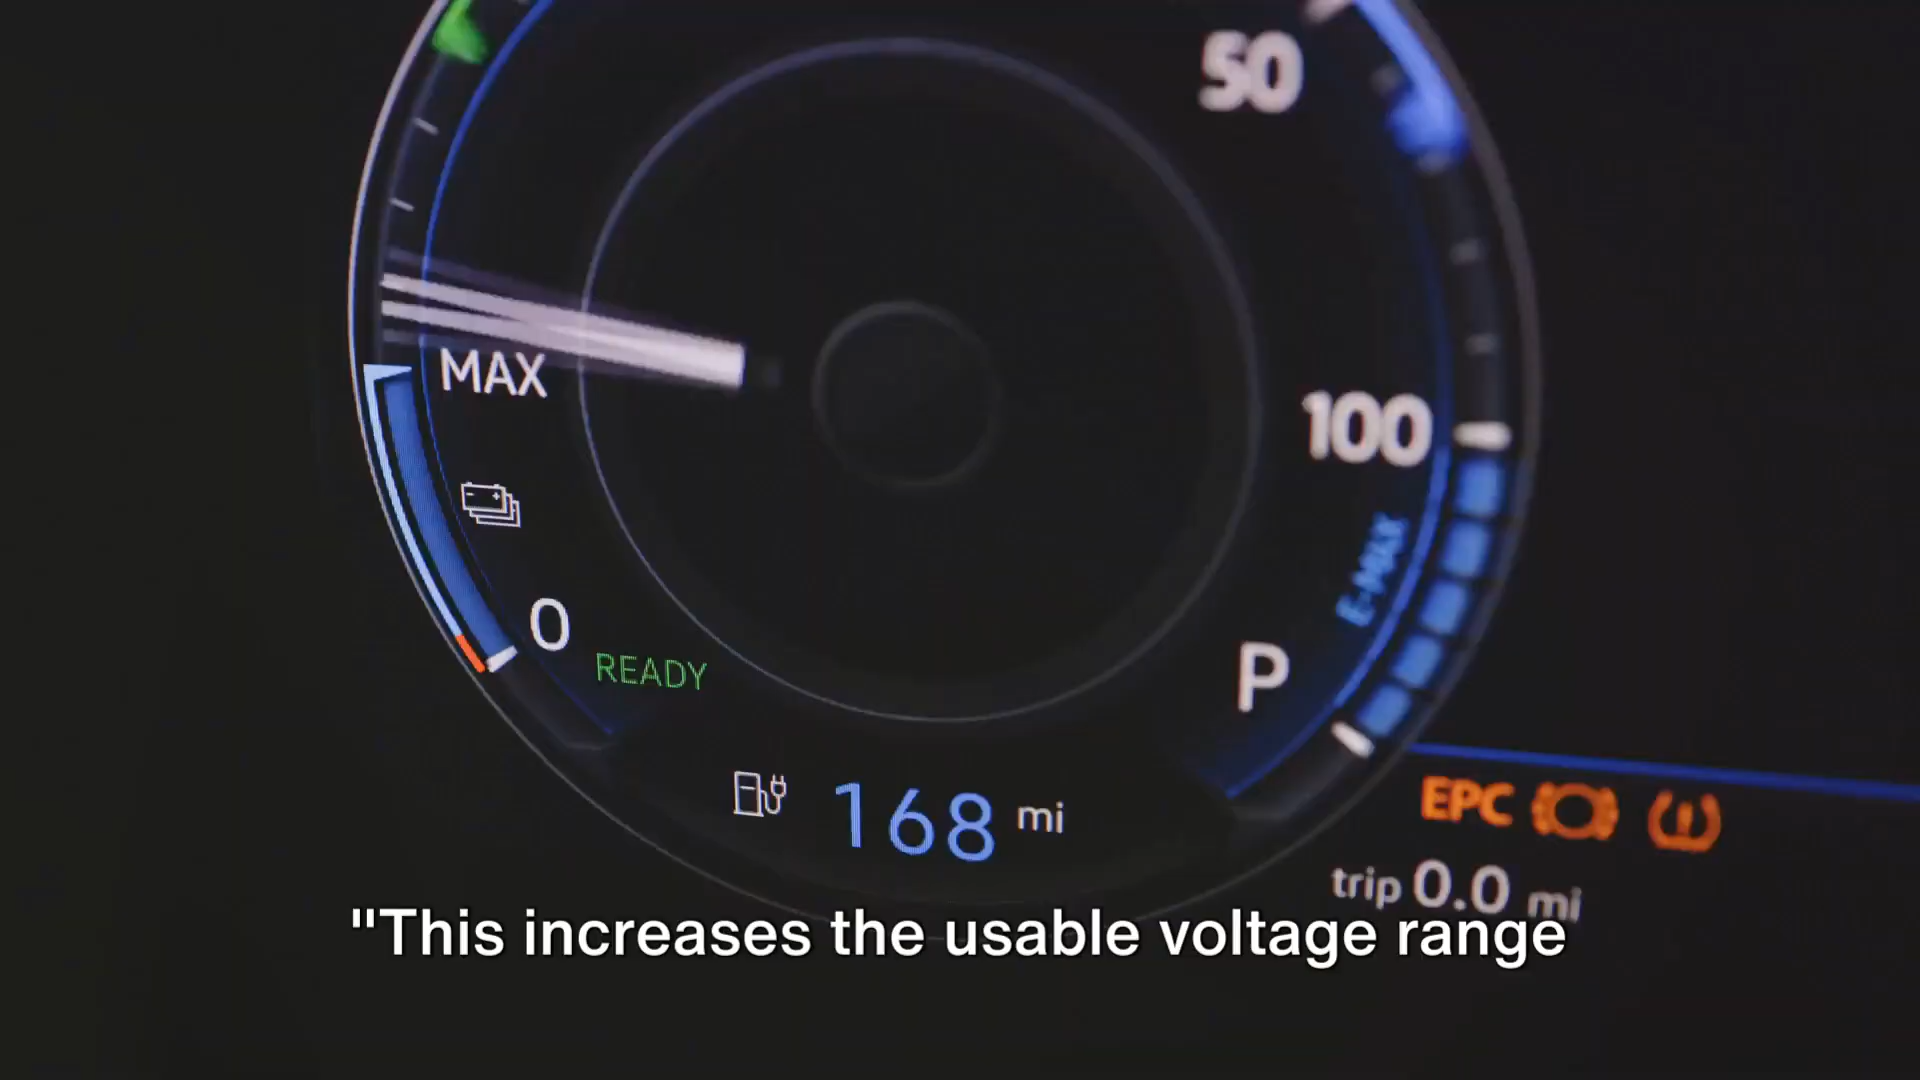 50
MAX
100
E-MAX
0
READY
P
168 mi
EPC
trip 0.0 mi
"This increases the usable voltage range